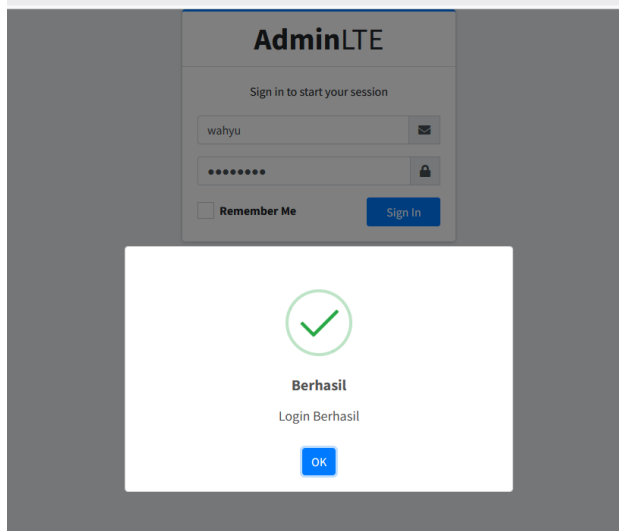 AdminLTE
Sign in to start your session
wahyu
Remember Me
Sign In
Berhasil
Login Berhasil
OK